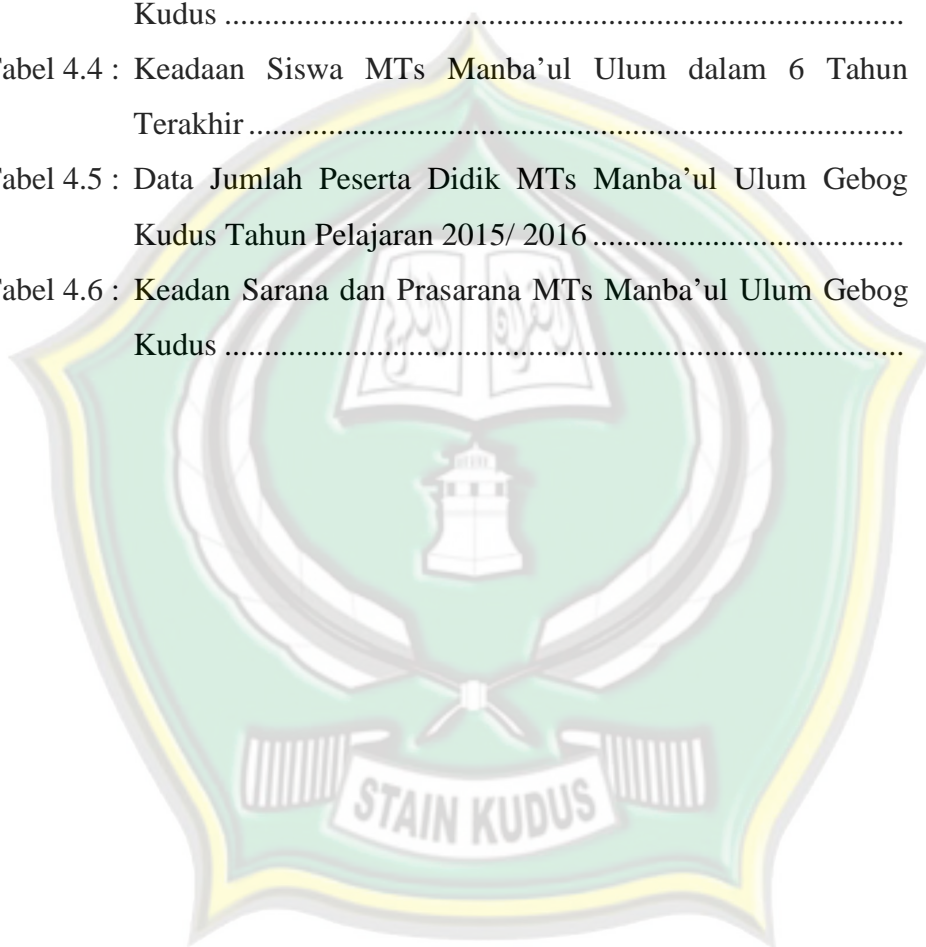 Kudus ....................................................................................
Tabel 4.4 : Keadaan Siswa MTs Manba’ul Ulum dalam 6 Tahun
Terakhir .................................................................................
Tabel 4.5 : Data Jumlah Peserta Didik MTs Manba’ul Ulum Gebog
Kudus Tahun Pelajaran 2015/ 2016 ......................................
Tabel 4.6 : Keadan Sarana dan Prasarana MTs Manba’ul Ulum Gebog
Kudus ....................................................................................
STAIN KUDUS